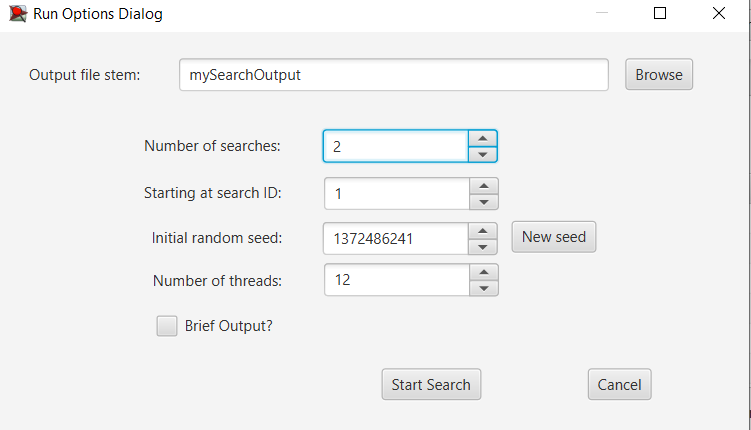 Run Options Dialog
Output file stem: mySearchOutput Browse
Number of searches: 2
Starting at search ID: 1
Initial random seed: 1372486241 New seed
Number of threads: 12
Brief Output?
Start Search Cancel